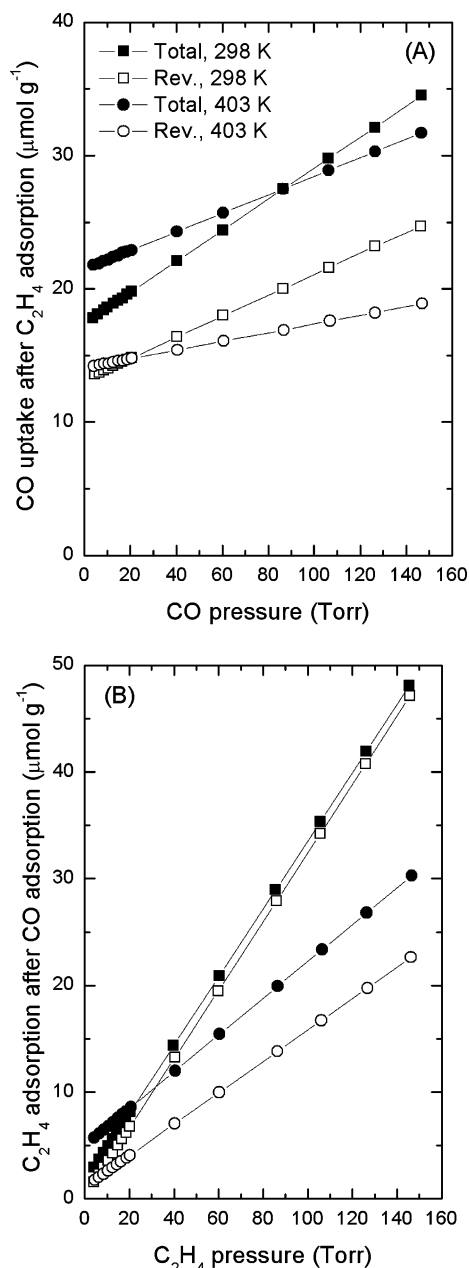 (A)
Total, 298 K
Rev., 298 K
Total, 403 K
Rev., 403 K
CO uptake after C₂H₄ adsorption (μmol g⁻¹)
40
30
20
10
0
0 20 40 60 80 100 120 140 160
CO pressure (Torr)
(B)
C₂H₄ adsorption after CO adsorption (μmol g⁻¹)
50
40
30
20
10
0
0 20 40 60 80 100 120 140 160
C₂H₄ pressure (Torr)